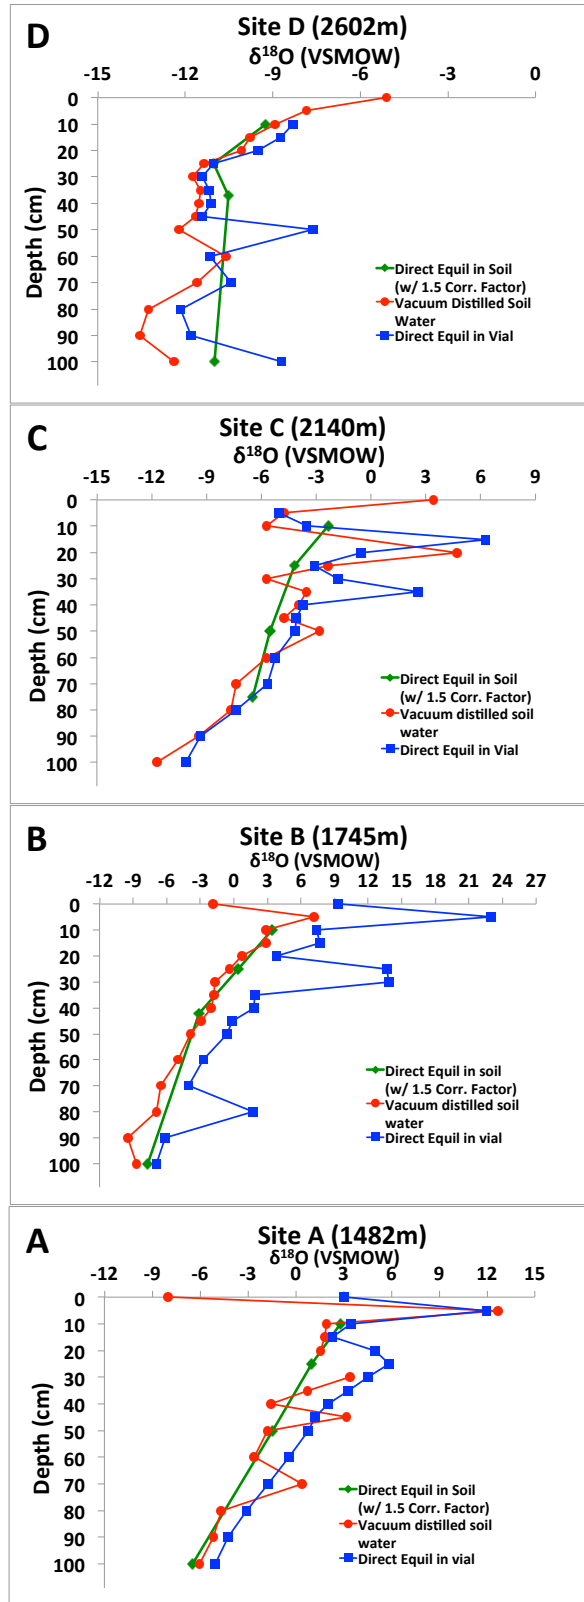 D
Site D (2602m)
δ18O (VSMOW)
-15 -12 -9 -6 -3 0
0
10
20
30
40
50
60
70
80
90
100
Depth (cm)
Direct Equil in Soil
(w/ 1.5 Corr. Factor)
Vacuum Distilled Soil
Water
Direct Equil in Vial
C
Site C (2140m)
δ18O (VSMOW)
-15 -12 -9 -6 -3 0 3 6 9
0
10
20
30
40
50
60
70
80
90
100
Depth (cm)
Direct Equil in Soil
(w/ 1.5 Corr. Factor)
Vacuum distilled soil
water
Direct Equil in Vial
B
Site B (1745m)
δ18O (VSMOW)
-12 -9 -6 -3 0 3 6 9 12 15 18 21 24 27
0
10
20
30
40
50
60
70
80
90
100
Depth (cm)
Direct Equil in soil
(w/ 1.5 Corr. Factor)
Vacuum distilled soil
water
Direct Equil in vial
A
Site A (1482m)
δ18O (VSMOW)
-12 -9 -6 -3 0 3 6 9 12 15
0
10
20
30
40
50
60
70
80
90
100
Depth (cm)
Direct Equil in Soil
(w/ 1.5 Corr. Factor)
Vacuum distilled soil
water
Direct Equil in vial